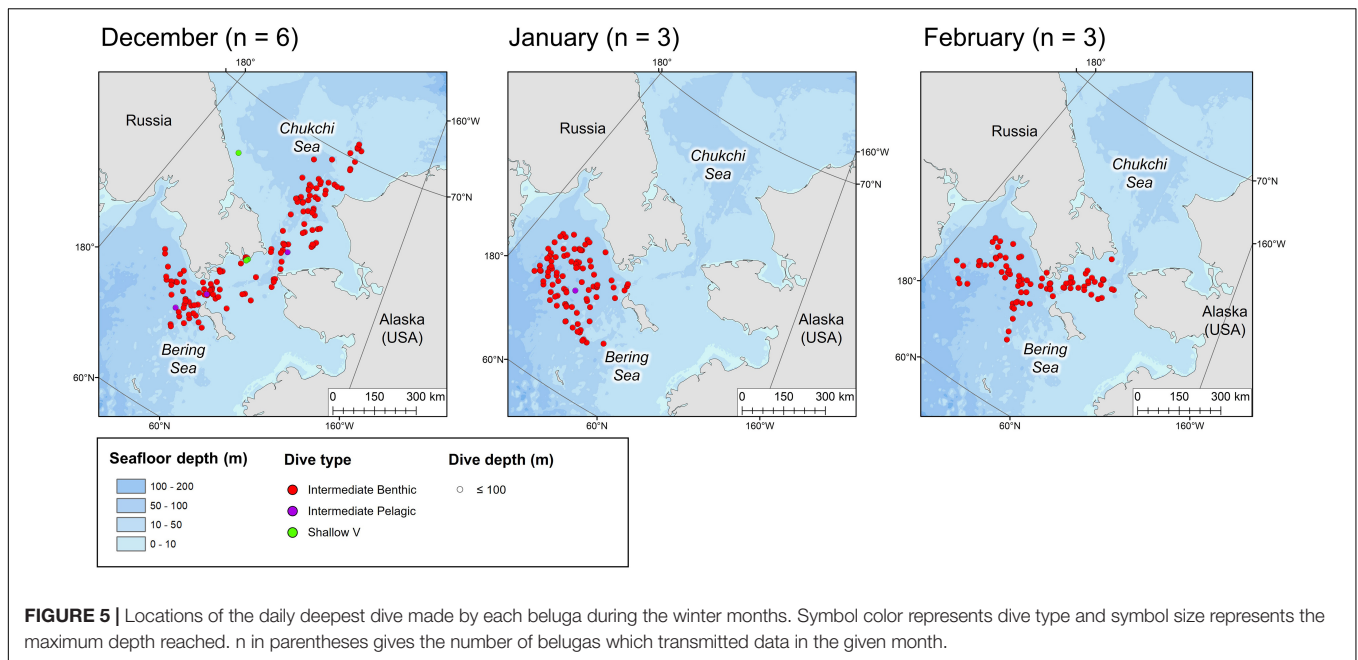 December (n = 6)
January (n = 3)
February (n = 3)
180°
180°
180°
Russia
Chukchi
Sea
160°W
70°N
180°
Alaska
(USA)
Bering
Sea
60°N
0 150 300 km
60°N
160°W
Russia
Chukchi
Sea
160°W
70°N
180°
Alaska
(USA)
60°N
Bering
Sea
0 150 300 km
60°N
160°W
Russia
Chukchi
Sea
70°N
160°W
180°
Alaska
(USA)
60°N
Bering
Sea
0 150 300 km
60°N
160°W
Seafloor depth (m)
100 - 200
50 - 100
10 - 50
0 - 10
Dive type
Intermediate Benthic
Intermediate Pelagic
Shallow V
Dive depth (m)
≤ 100
FIGURE 5 | Locations of the daily deepest dive made by each beluga during the winter months. Symbol color represents dive type and symbol size represents the
maximum depth reached. n in parentheses gives the number of belugas which transmitted data in the given month.